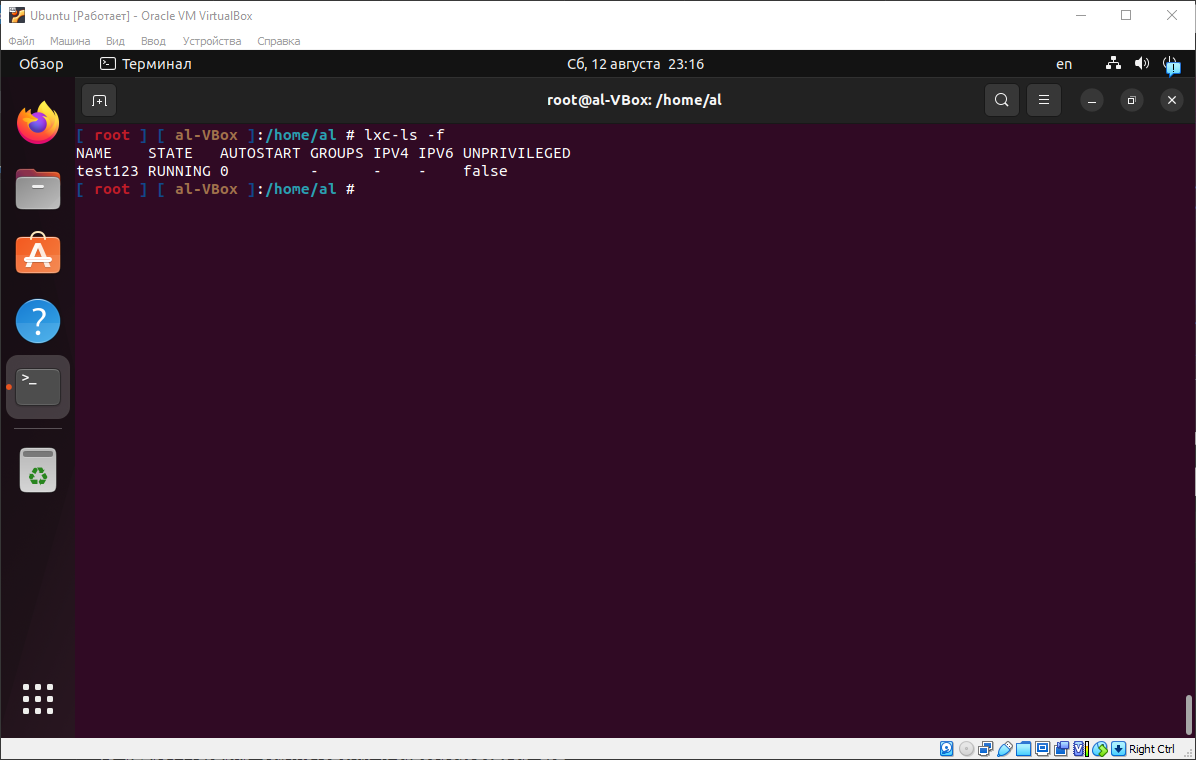 Ubuntu [Работает] - Oracle VM VirtualBox
Файл Машина Вид Ввод Устройства Справка
Обзор Терминал Сб, 12 августа 23:16 en
root@al-VBox: /home/al
[ root ] [ al-VBox ]:/home/al # lxc-ls -f
NAME STATE AUTOSTART GROUPS IPV4 IPV6 UNPRIVILEGED
test123 RUNNING 0 - - - false
[ root ] [ al-VBox ]:/home/al #
Right Ctrl